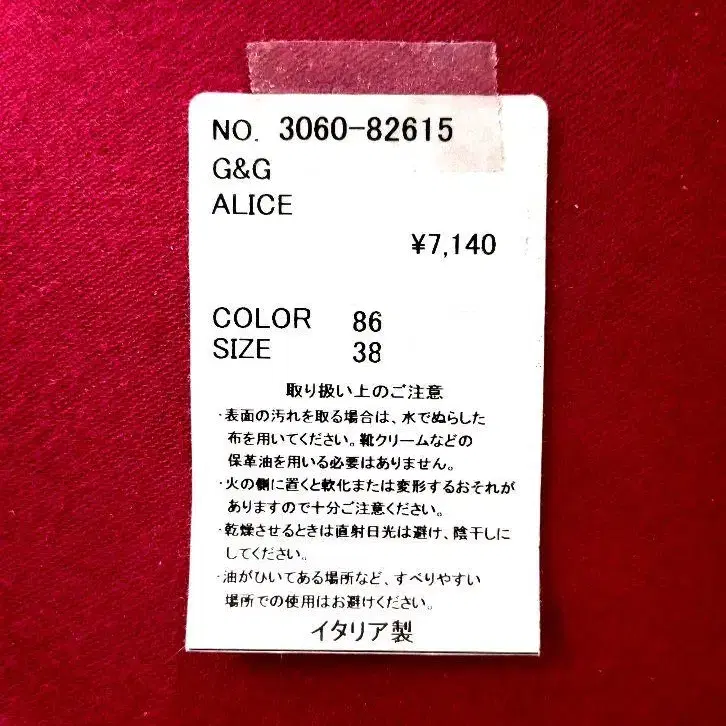 NO. 3060-82615
G&G
ALICE
¥7,140
COLOR 86
SIZE 38
取り扱い上のご注意
・表面の汚れを取る場合は、水でぬらした
布を用いてください。靴クリームなどの
保革油を用いる必要はありません。
・火の側に置くと軟化または変形するおそれが
ありますので十分ご注意ください。
・乾燥させるときは直射日光は避け、陰干しに
してください。
・油がひいてある場所など、すべりやすい
場所での使用はお避けください。
イタリア製